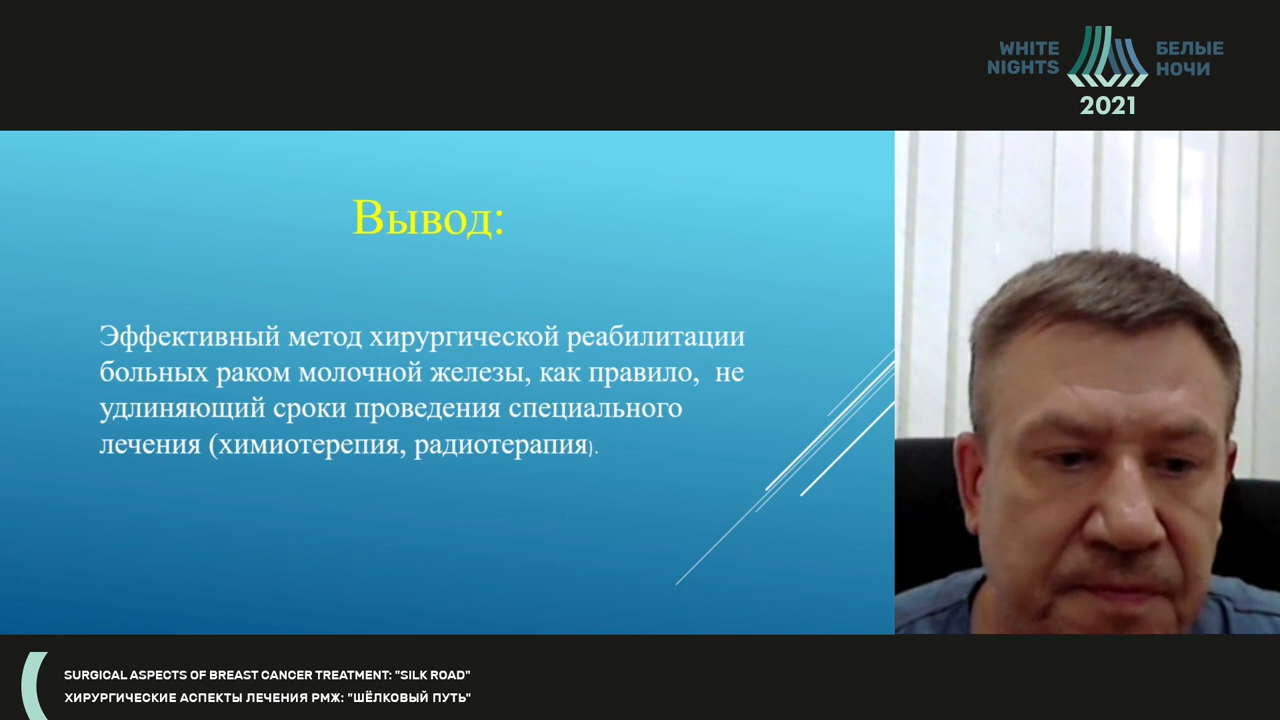 WHITE NIGHTS
БЕЛЫЕ НОЧИ
2021
Вывод:
Эффективный метод хирургической реабилитации
больных раком молочной железы, как правило,  не
удлиняющий сроки проведения специального
лечения (химиотерепия, радиотерапия).
SURGICAL ASPECTS OF BREAST CANCER TREATMENT: "SILK ROAD"
ХИРУРГИЧЕСКИЕ АСПЕКТЫ ЛЕЧЕНИЯ РМЖ: "ШЁЛКОВЫЙ ПУТЬ"